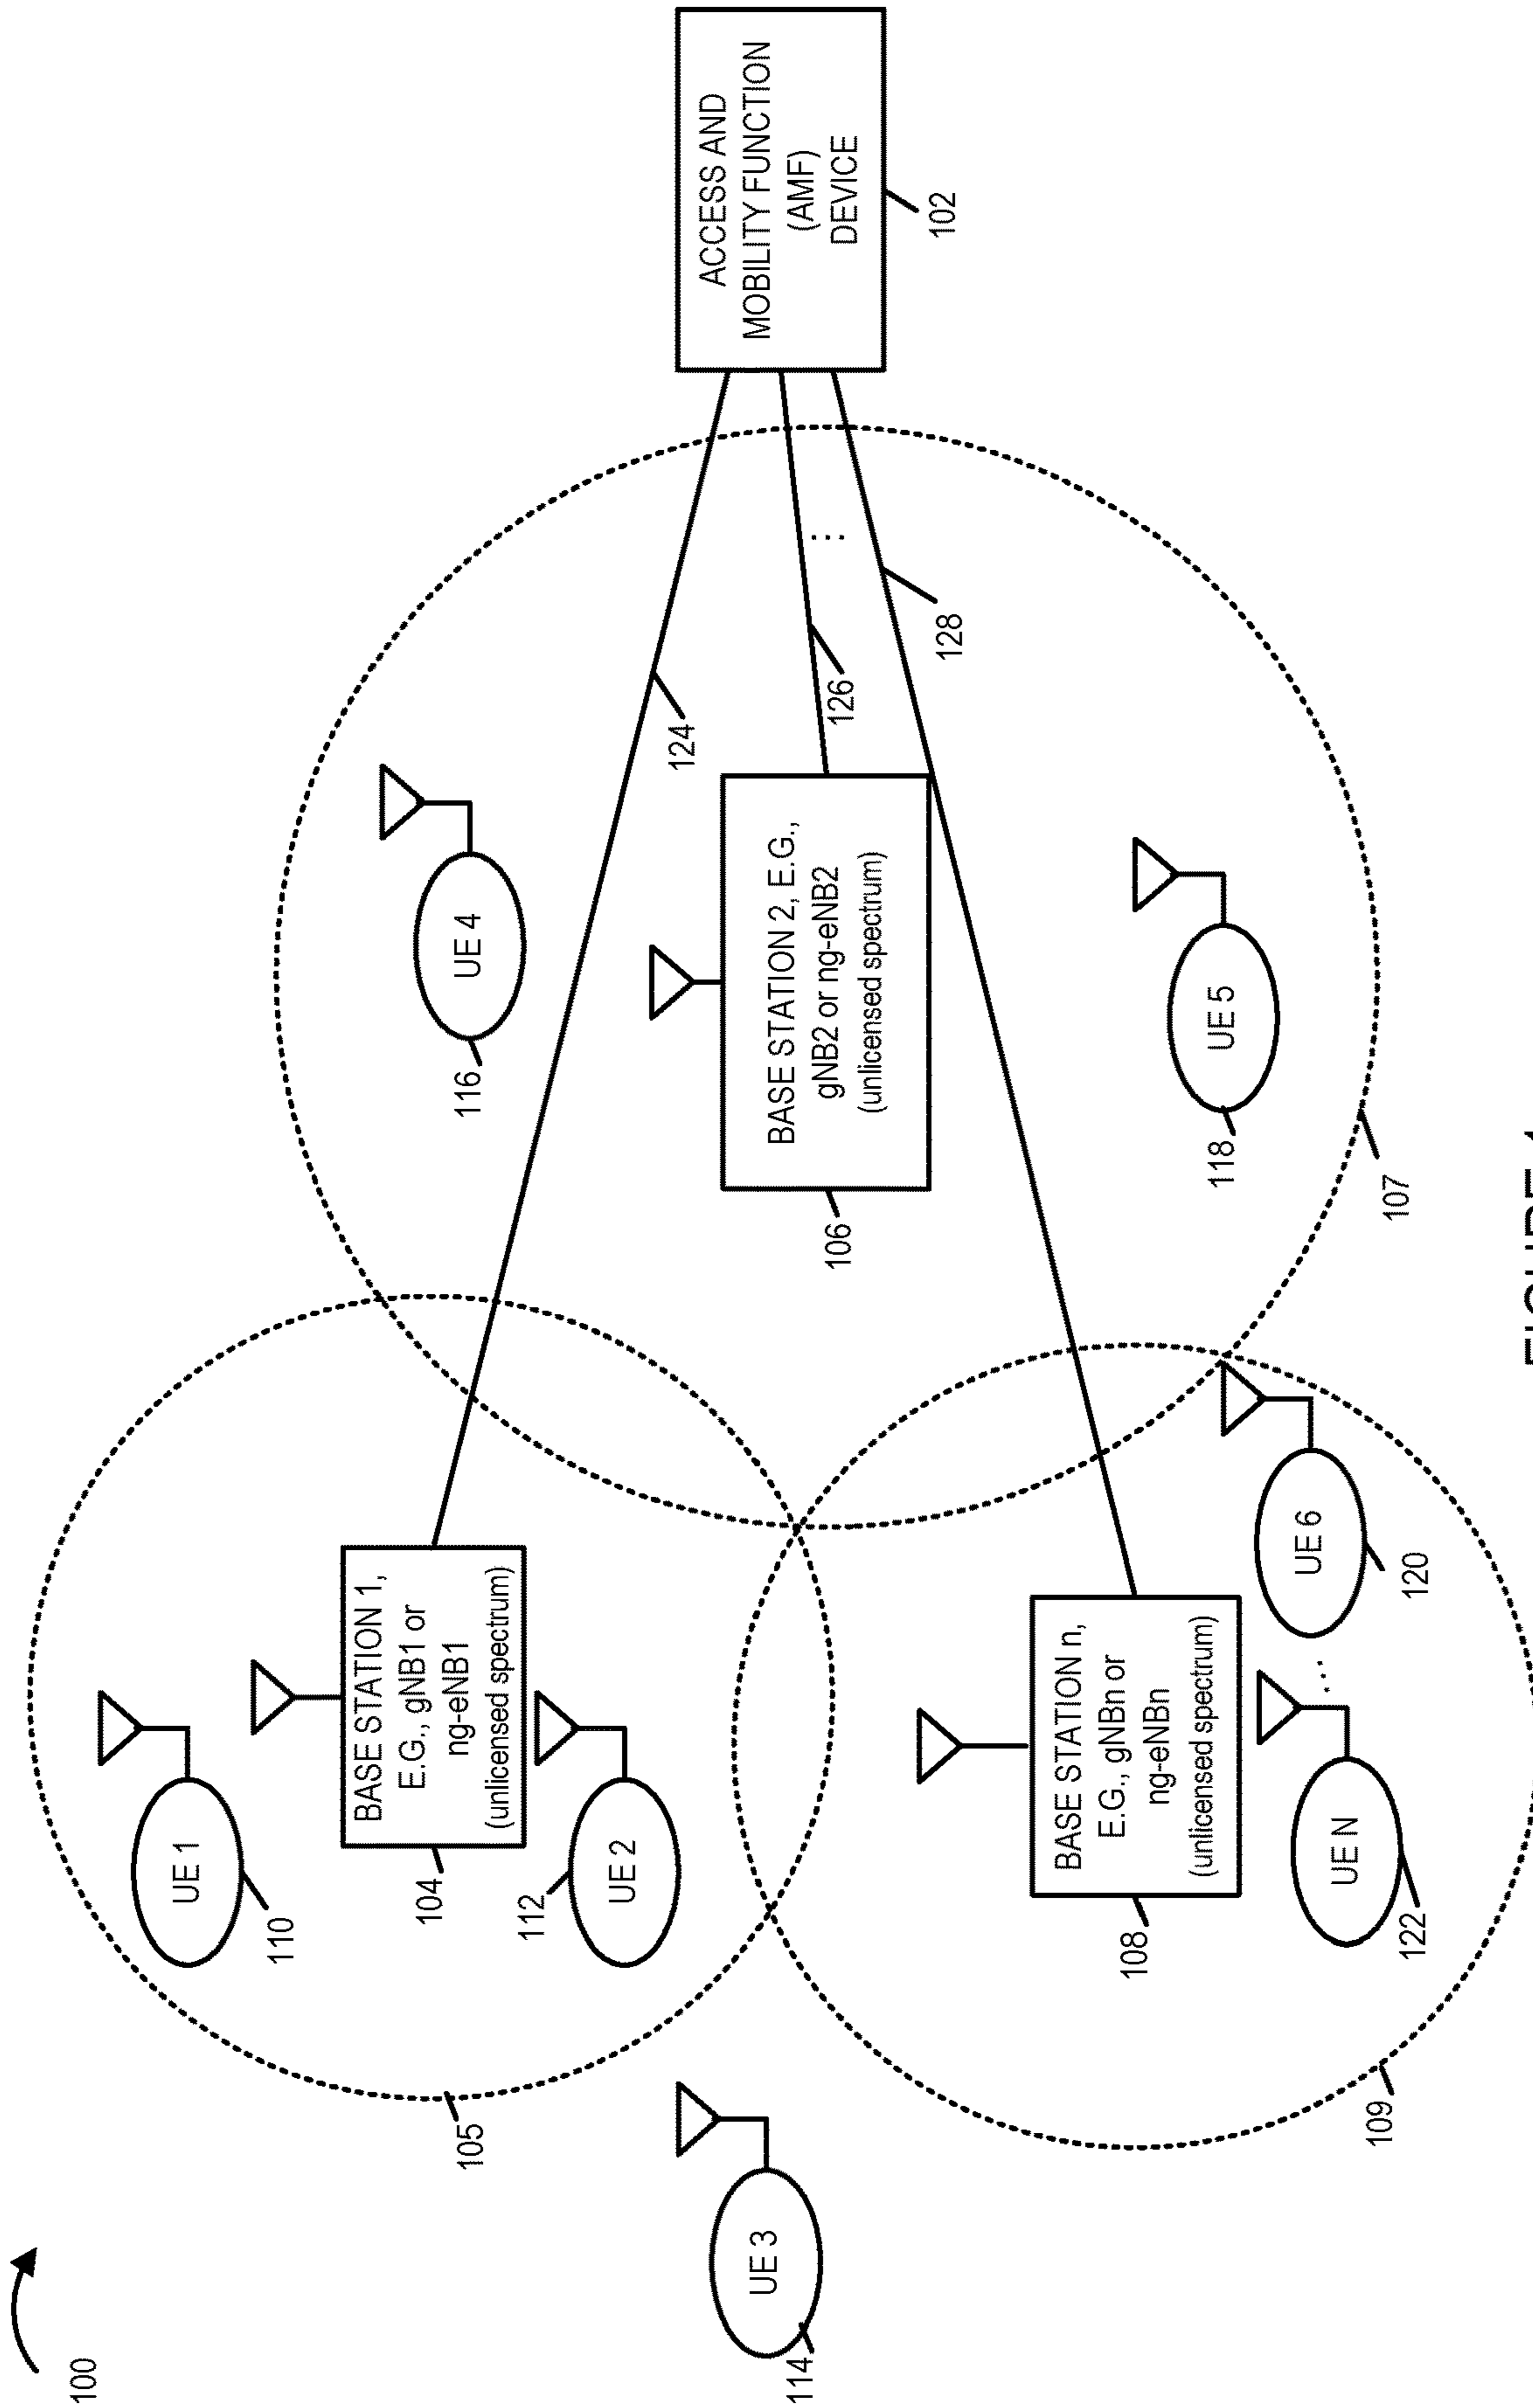 100
UE 1
110
BASE STATION 1,
E.G., gNB1 or
ng-eNB1
(unlicensed spectrum)
104
UE 2
112
105
UE 3
114
UE 4
116
124
ACCESS AND
MOBILITY FUNCTION
(AMF)
DEVICE
102
BASE STATION 2, E.G.,
gNB2 or ng-eNB2
(unlicensed spectrum)
106
126
...
128
UE 5
118
107
BASE STATION n,
E.G., gNBn or
ng-eNBn
(unlicensed spectrum)
108
UE 6
120
...
UE N
122
109